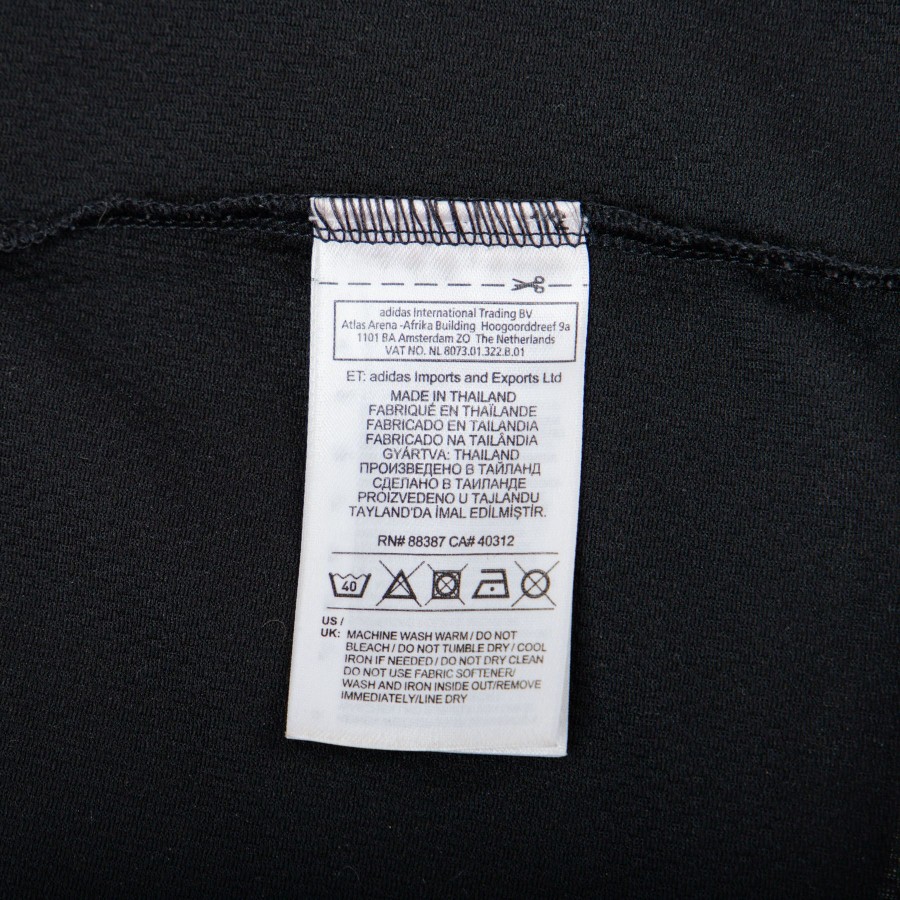 adidas International Trading BV
Atlas Arena -Afrika Building Hoogoorddreef 9a
1101 BA Amsterdam ZO The Netherlands
VAT NO. NL 8073.01.322.B.01
ET: adidas Imports and Exports Ltd
MADE IN THAILAND
FABRIQUÉ EN THAÏLANDE
FABRICADO EN TAILANDIA
FABRICADO NA TAILÂNDIA
GYÁRTVA: THAILAND
ПРОИЗВЕДЕНО В ТАЙЛАНД
СДЕЛАНО В ТАИЛАНДЕ
PROIZVEDENO U TAJLANDU
TAYLAND'DA İMAL EDİLMİŞTİR.
RN# 88387 CA# 40312
40
US /
UK: MACHINE WASH WARM / DO NOT
BLEACH / DO NOT TUMBLE DRY / COOL
IRON IF NEEDED / DO NOT DRY CLEAN
DO NOT USE FABRIC SOFTENER/
WASH AND IRON INSIDE OUT/REMOVE
IMMEDIATELY/LINE DRY